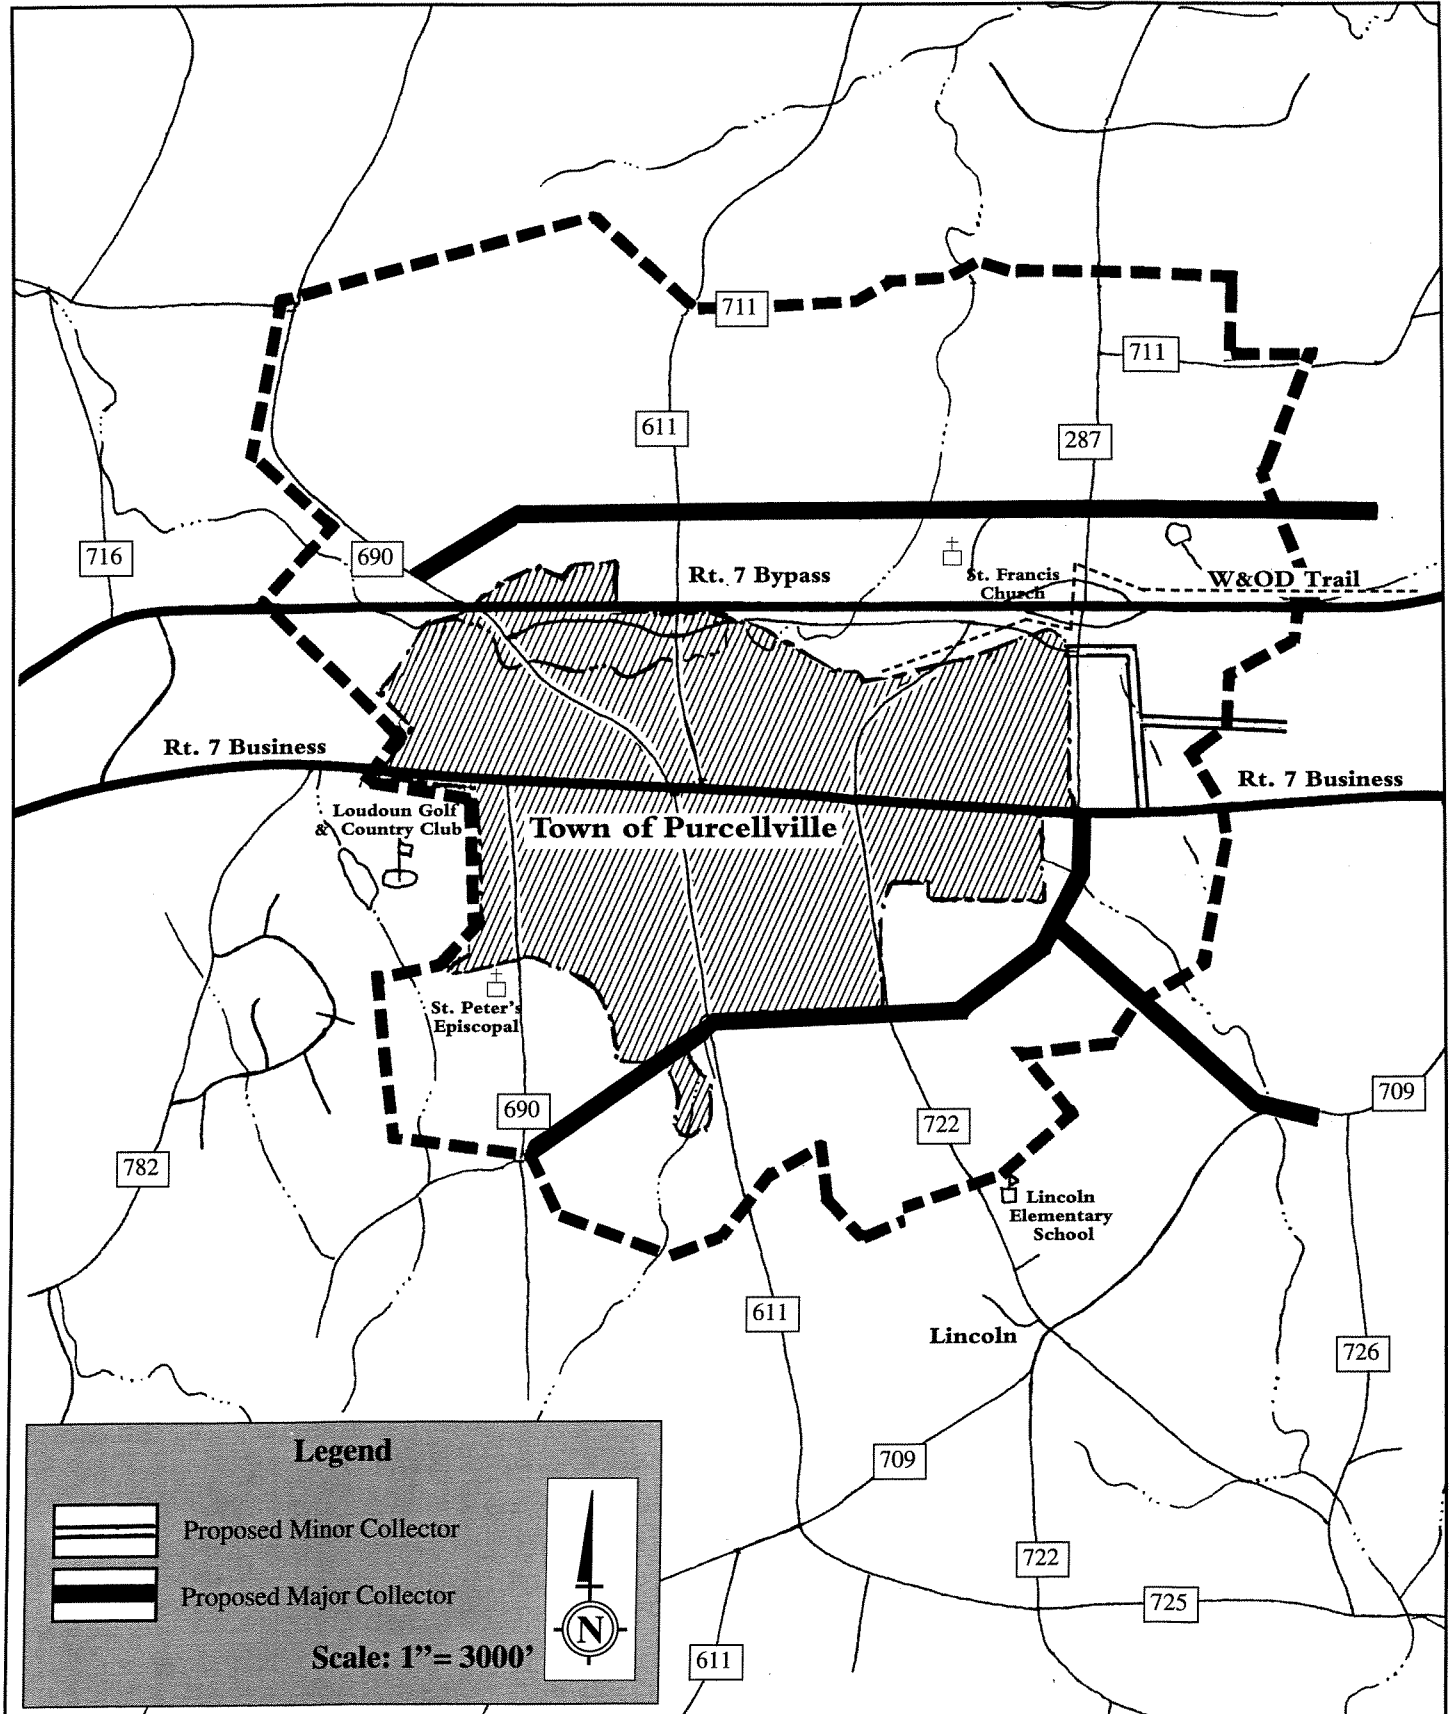 711
711
611
287
716
690
Rt. 7 Bypass
St. Francis
Church
W&OD Trail
Rt. 7 Business
Rt. 7 Business
Loudoun Golf
& Country Club
Town of Purcellville
St. Peter's
Episcopal
690
722
709
782
Lincoln
Elementary
School
611
Lincoln
726
709
722
725
611
Legend
Proposed Minor Collector
Proposed Major Collector
Scale: 1”= 3000’
N